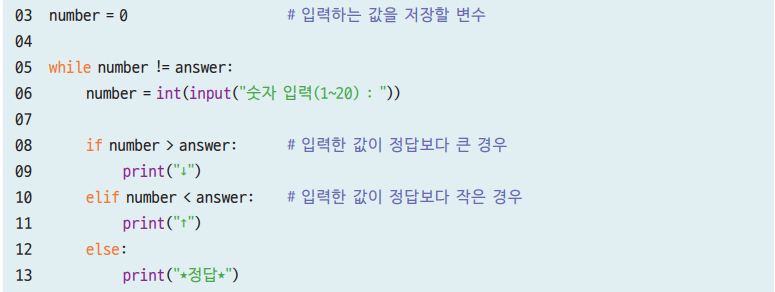 03 number = 0 # 입력하는 값을 저장할 변수
04
05 while number != answer:
06 number = int(input("숫자 입력(1~20) : "))
07
08 if number > answer: # 입력한 값이 정답보다 큰 경우
09 print("↓")
10 elif number < answer: # 입력한 값이 정답보다 작은 경우
11 print("↑")
12 else:
13 print("★정답★")